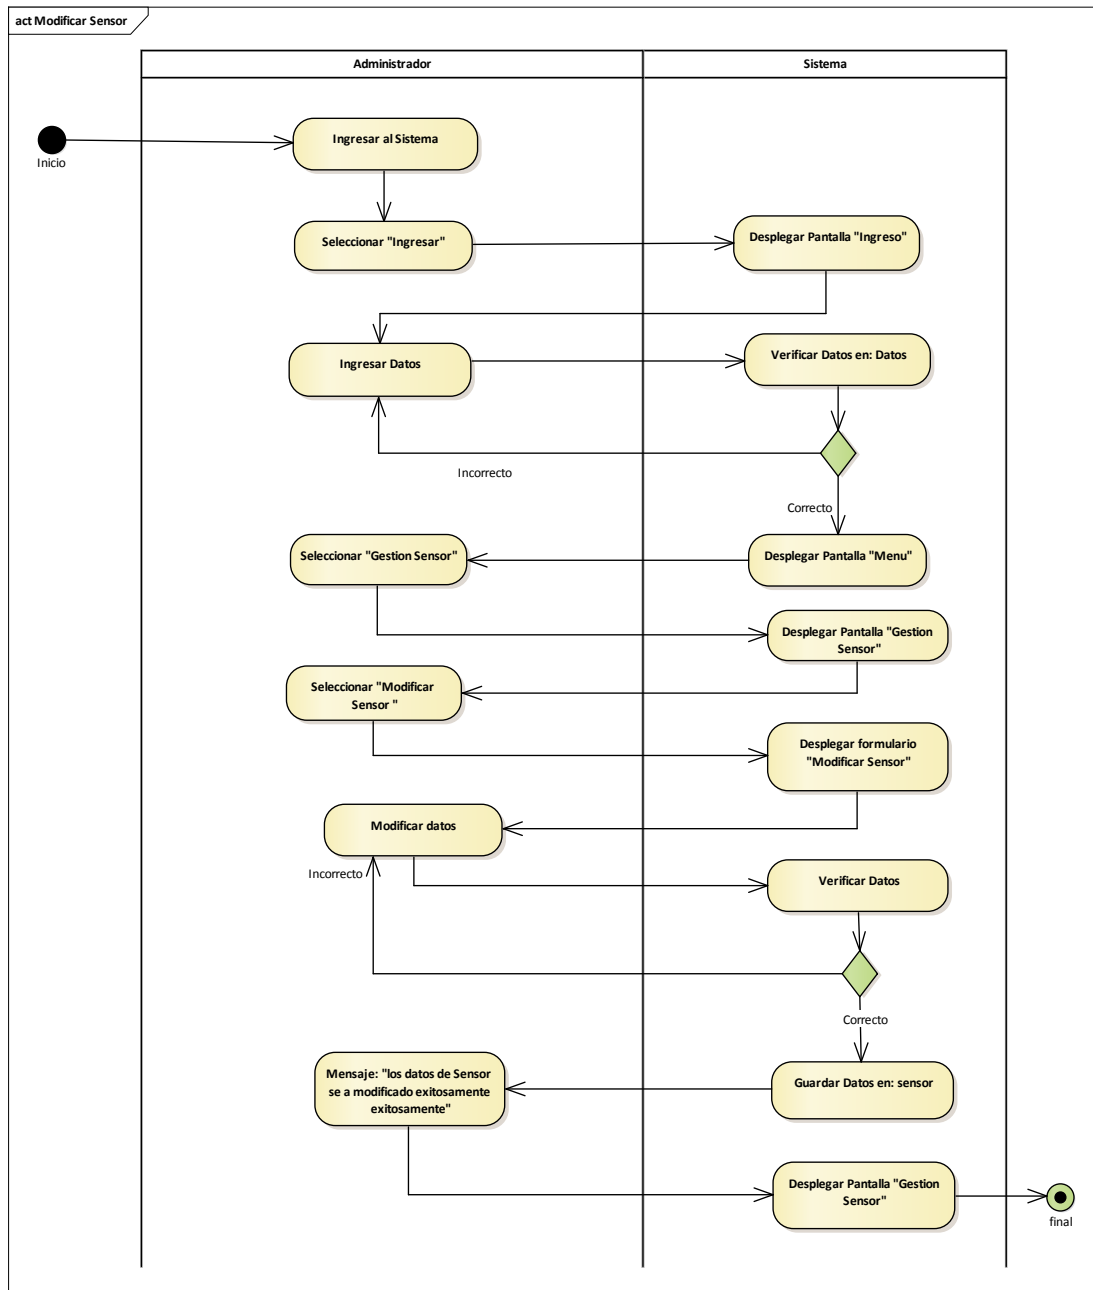 act Modificar Sensor
Administrador
Sistema
Inicio
Ingresar al Sistema
Seleccionar "Ingresar"
Desplegar Pantalla "Ingreso"
Ingresar Datos
Verificar Datos en: Datos
Incorrecto
Correcto
Seleccionar "Gestion Sensor"
Desplegar Pantalla "Menu"
Desplegar Pantalla "Gestion
Sensor"
Seleccionar "Modificar
Sensor "
Desplegar formulario
"Modificar Sensor"
Modificar datos
Incorrecto
Verificar Datos
Correcto
Mensaje: "los datos de Sensor
se a modificado exitosamente
exitosamente"
Guardar Datos en: sensor
Desplegar Pantalla "Gestion
Sensor"
final